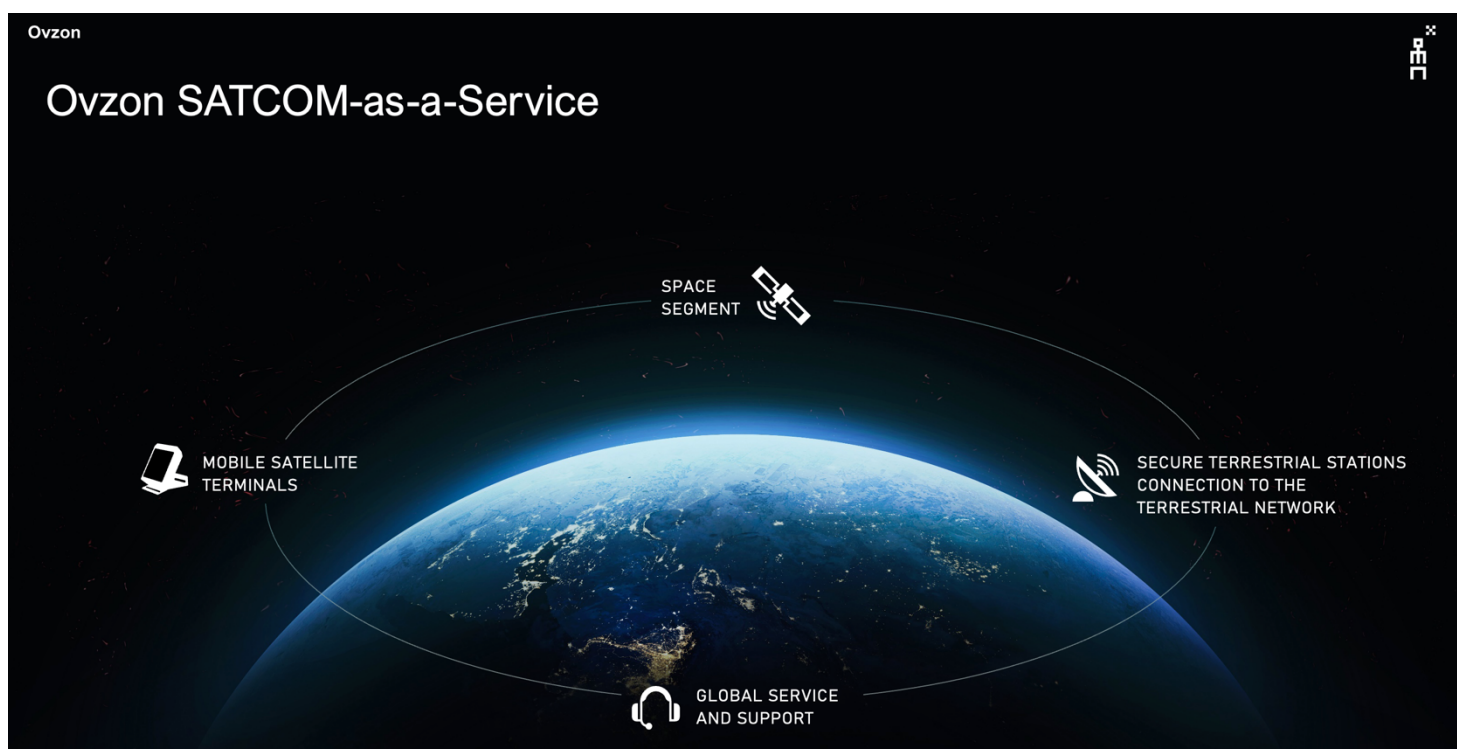 Ovzon
Ovzon SATCOM-as-a-Service
SPACE
SEGMENT
MOBILE SATELLITE
TERMINALS
SECURE TERRESTRIAL STATIONS
CONNECTION TO THE
TERRESTRIAL NETWORK
GLOBAL SERVICE
AND SUPPORT